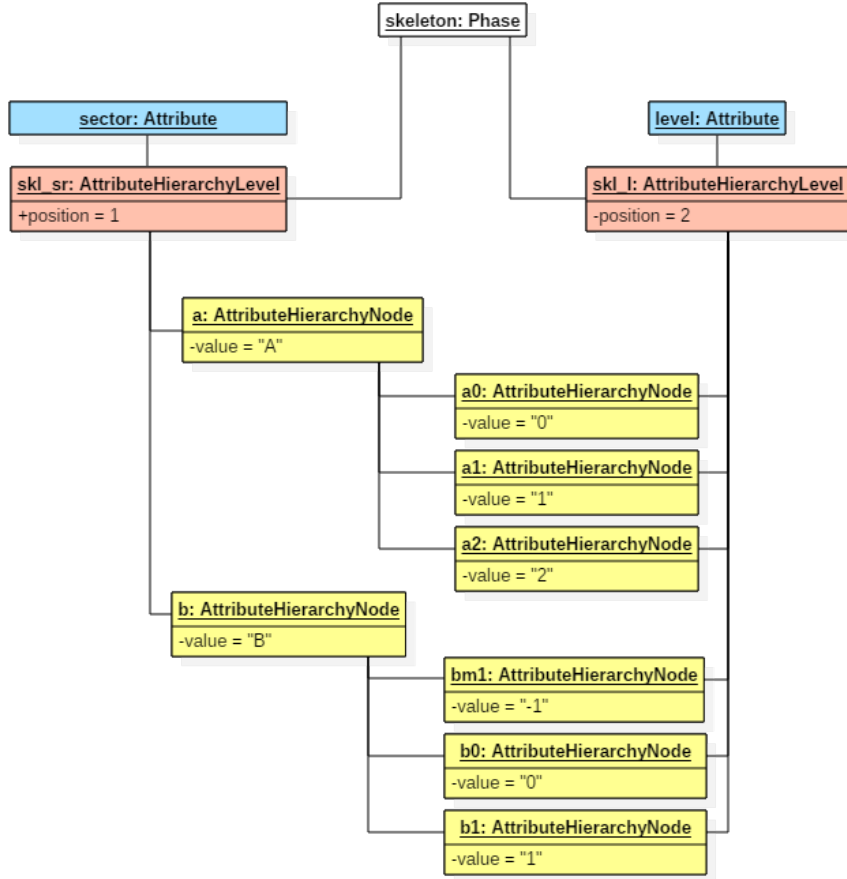 skeleton: Phase
sector: Attribute
level: Attribute
skl_sr: AttributeHierarchyLevel
+position = 1
skl_l: AttributeHierarchyLevel
-position = 2
a: AttributeHierarchyNode
-value = "A"
a0: AttributeHierarchyNode
-value = "0"
a1: AttributeHierarchyNode
-value = "1"
a2: AttributeHierarchyNode
-value = "2"
b: AttributeHierarchyNode
-value = "B"
bm1: AttributeHierarchyNode
-value = "-1"
b0: AttributeHierarchyNode
-value = "0"
b1: AttributeHierarchyNode
-value = "1"